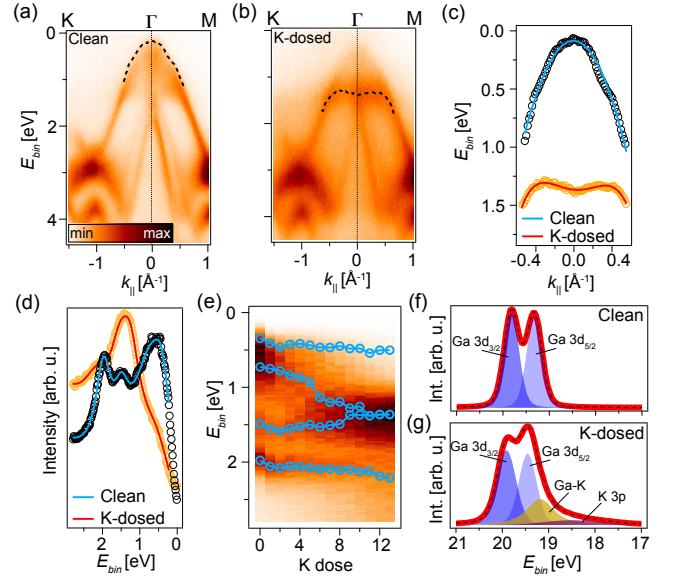 (a) K Γ M
Clean
0
2
4
E_bin [eV]
min max
-1 0 1
k_|| [Å⁻¹]
(b) K Γ M
K-dosed
-1 0 1
k_|| [Å⁻¹]
(c)
0.0
0.5
1.0
1.5
E_bin [eV]
Clean
K-dosed
-0.4 0.0 0.4
k_|| [Å⁻¹]
(d)
Intensity [arb. u.]
Clean
K-dosed
2 1 0
E_bin [eV]
(e)
0
1
2
E_bin [eV]
0 4 8 12
K dose
(f)
Clean
Int. [arb. u.]
Ga 3d3/2
Ga 3d5/2
(g)
K-dosed
Int. [arb. u.]
Ga 3d3/2
Ga 3d5/2
Ga-K
K 3p
21 20 19 18 17
E_bin [eV]